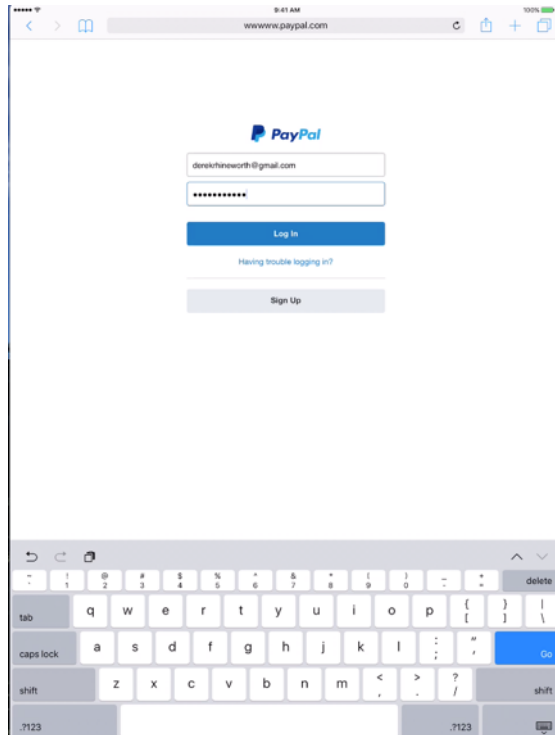 9:41 AM
100%
wwwww.paypal.com
PayPal
derekrhineworth@gmail.com
•••••••••••
Log In
Having trouble logging in?
Sign Up
~ ! @ # $ % ^ & * ( ) _ +
` 1 2 3 4 5 6 7 8 9 0 - = delete
tab q w e r t y u i o p { [ } ] | \
caps lock a s d f g h j k l : ; " ' Go
shift z x c v b n m < , > . ? / shift
.?123 .?123